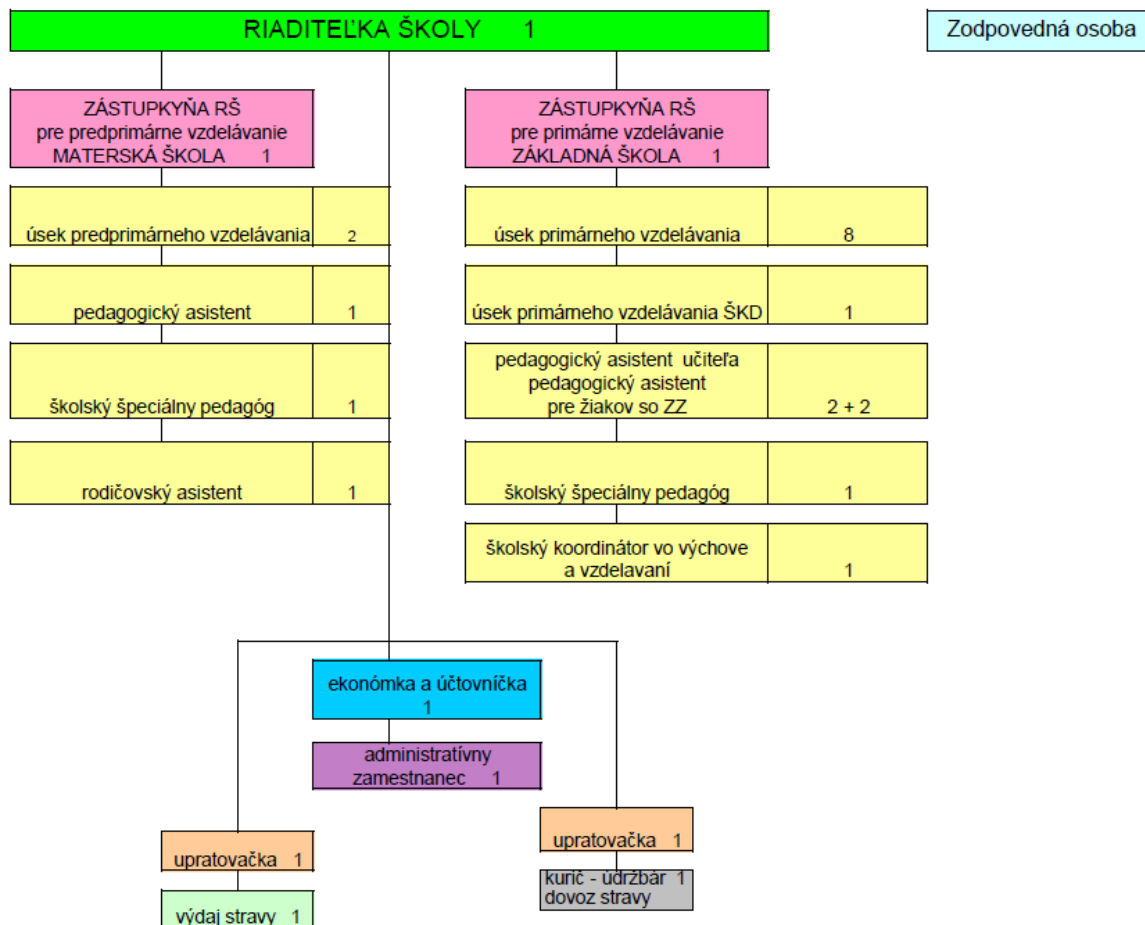 RIADITEĽKA ŠKOLY 1
Zodpovedná osoba
ZÁSTUPKYŇA RŠ
pre predprimárne vzdelávanie
MATERSKÁ ŠKOLA 1
ZÁSTUPKYŇA RŠ
pre primárne vzdelávanie
ZÁKLADNÁ ŠKOLA 1
úsek predprimárneho vzdelávania 2
pedagogický asistent 1
školský špeciálny pedagóg 1
rodičovský asistent 1
úsek primárneho vzdelávania 8
úsek primárneho vzdelávania ŠKD 1
pedagogický asistent učiteľa
pedagogický asistent
pre žiakov so ZZ 2 + 2
školský špeciálny pedagóg 1
školský koordinátor vo výchove
a vzdelavaní 1
ekonómka a účtovníčka
1
administratívny
zamestnanec 1
upratovačka 1
výdaj stravy 1
upratovačka 1
kurič - údržbár 1
dovoz stravy